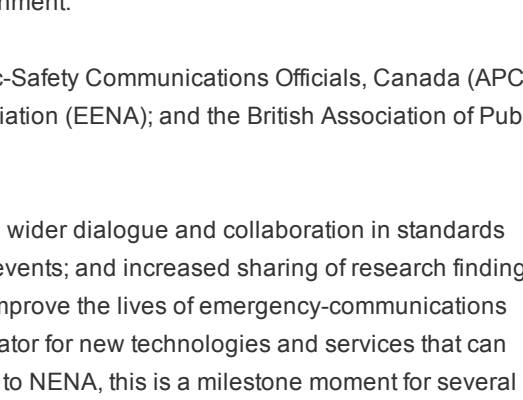 nment.
c-Safety Communications Officials, Canada (APC
iation (EENA); and the British Association of Pub
wider dialogue and collaboration in standards
events; and increased sharing of research finding
mprove the lives of emergency-communications
ator for new technologies and services that can
to NENA, this is a milestone moment for several